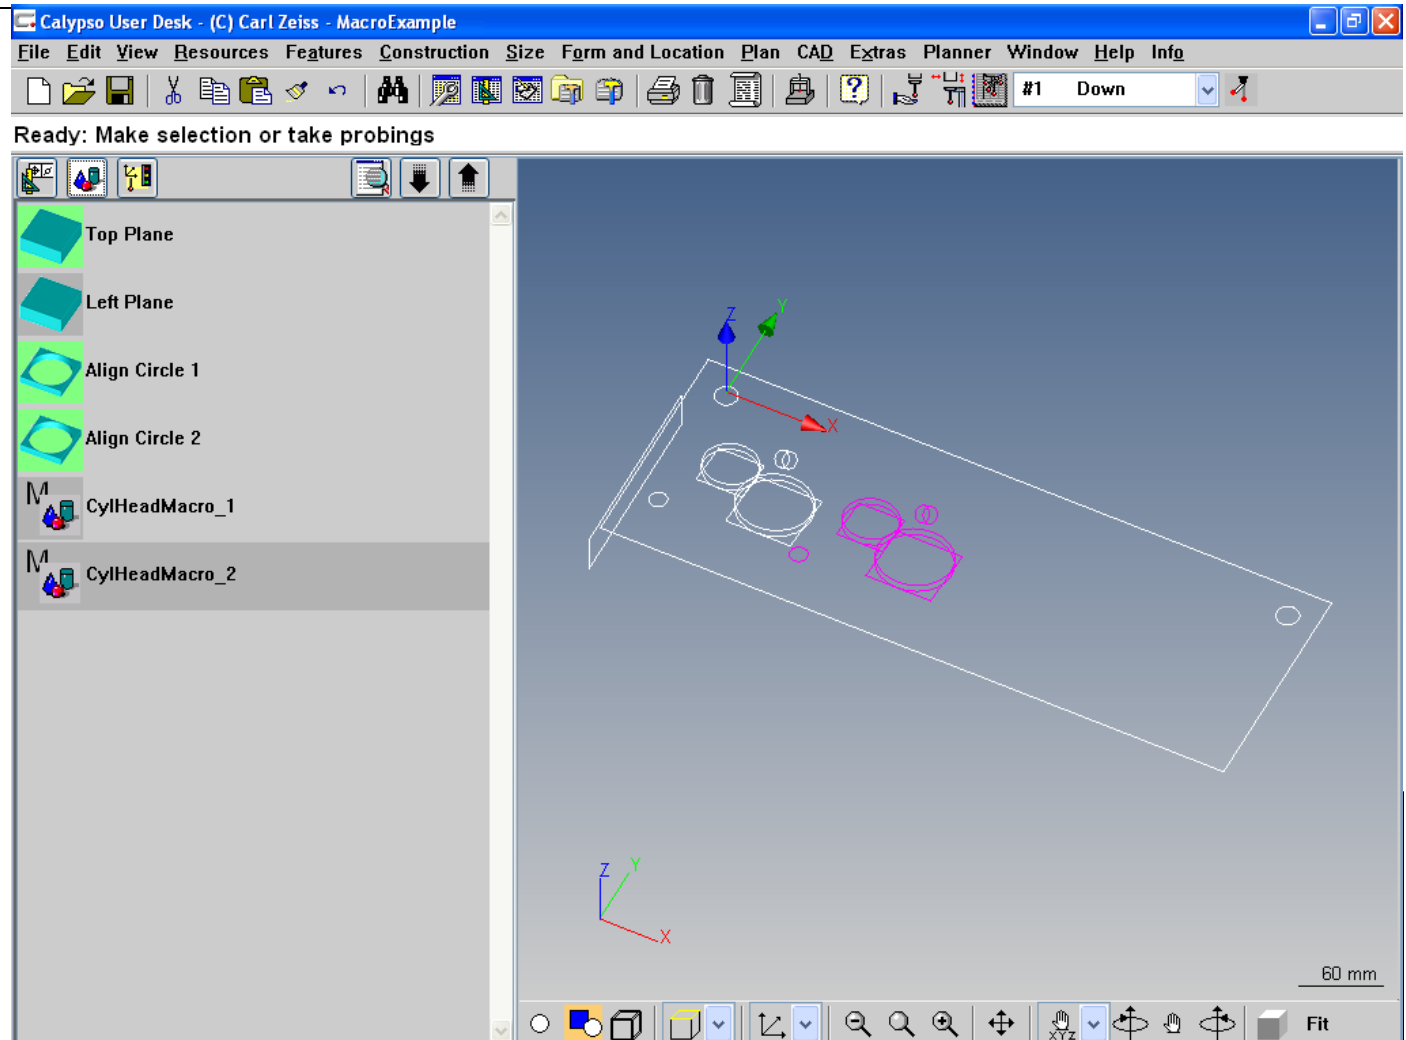 Calypso User Desk - (C) Carl Zeiss - MacroExample
File Edit View Resources Features Construction Size Form and Location Plan CAD Extras Planner Window Help Info
#1 Down
Ready: Make selection or take probings
Top Plane
Left Plane
Align Circle 1
Align Circle 2
M
CylHeadMacro_1
M
CylHeadMacro_2
Z
Y
X
Z
Y
X
60 mm
XYZ
Fit